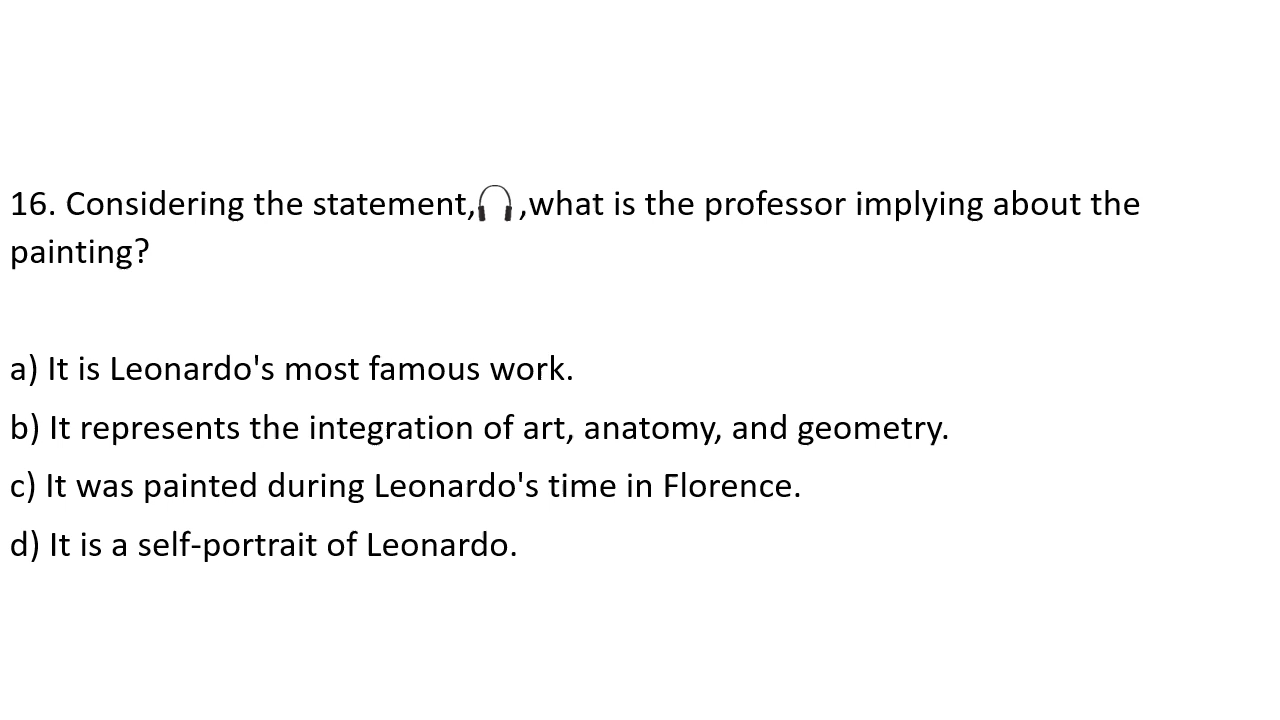 16. Considering the statement, ,what is the professor implying about the
painting?
a) It is Leonardo's most famous work.
b) It represents the integration of art, anatomy, and geometry.
c) It was painted during Leonardo's time in Florence.
d) It is a self-portrait of Leonardo.